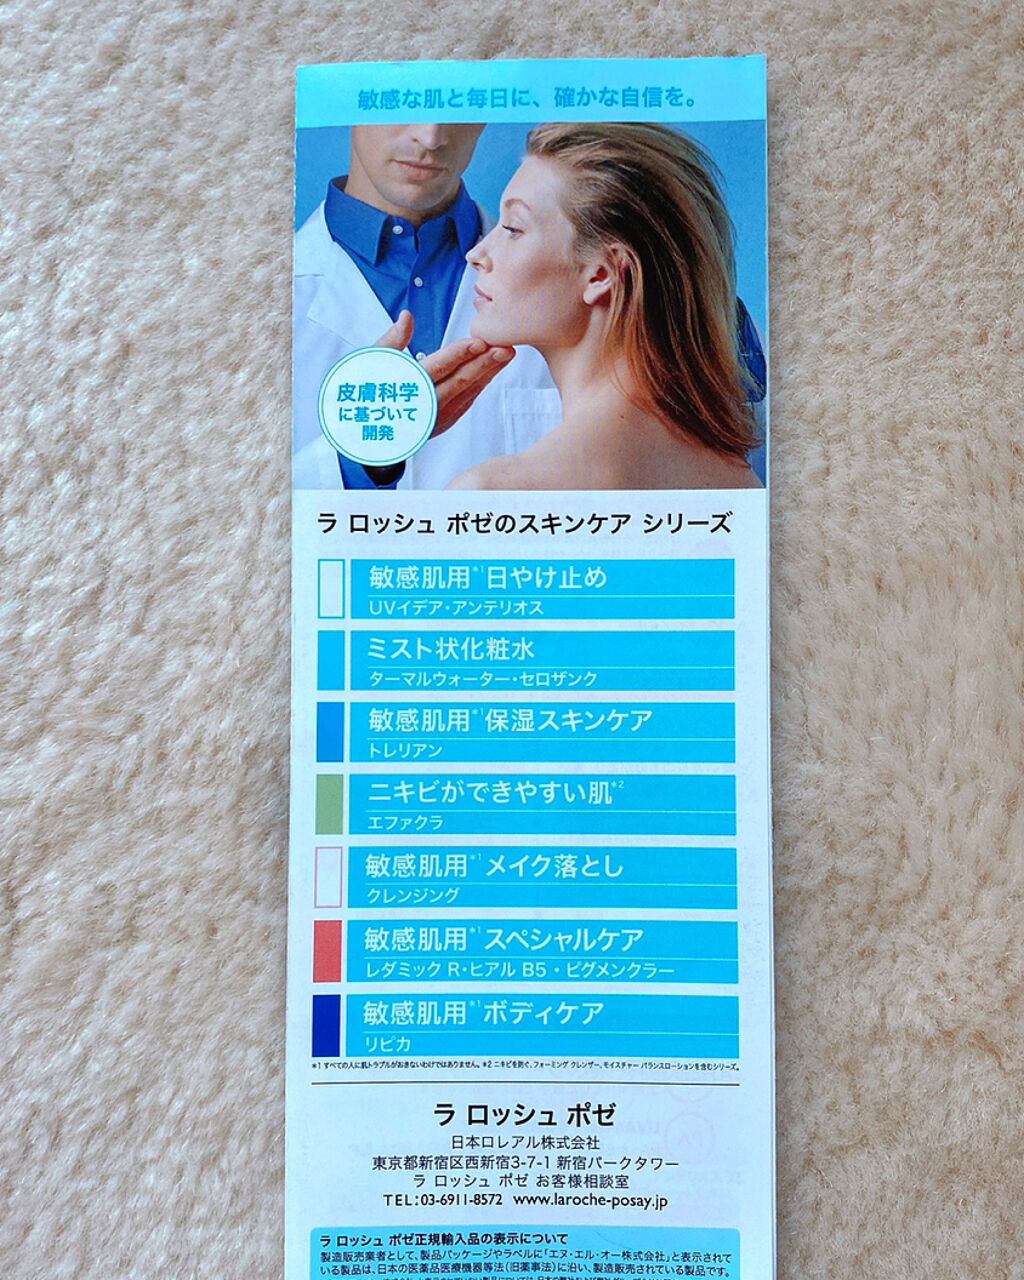 敏感な肌と毎日に、確かな自信を。
皮膚科学
に基づいて
開発
ラ ロッシュ ポゼのスキンケア シリーズ
敏感肌用*1日やけ止め
UVイデア・アンテリオス
ミスト状化粧水
ターマルウォーター・セロザンク
敏感肌用*1保湿スキンケア
トレリアン
ニキビができやすい肌*2
エファクラ
敏感肌用*1メイク落とし
クレンジング
敏感肌用*1スペシャルケア
レダミック R・ヒアル B5・ピグメンクラー
敏感肌用*1ボディケア
リピカ
*1 すべての人に肌トラブルがおきないわけではありません。*2 ニキビを防ぐ、フォーミング クレンザー、モイスチャー バランスローションを含むシリーズ。
ラ ロッシュ ポゼ
日本ロレアル株式会社
東京都新宿区西新宿3-7-1 新宿パークタワー
ラ ロッシュ ポゼ お客様相談室
TEL:03-6911-8572 www.laroche-posay.jp
ラ ロッシュ ポゼ正規輸入品の表示について
製造販売業者として、製品パッケージやラベルに「エヌ・エル・オー株式会社」と表示されて
いる製品は、日本の医薬品医療機器等法(旧薬事法)に沿い、製造販売されている製品です。